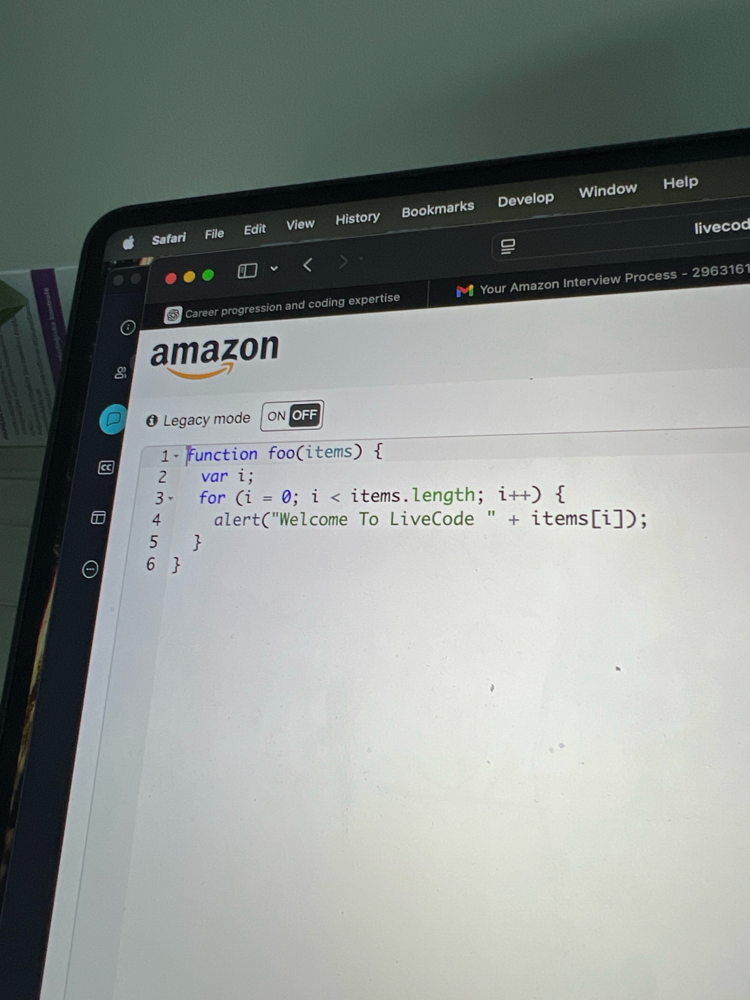 Safari File Edit View History Bookmarks Develop Window Help
livecod
Career progression and coding expertise
Your Amazon Interview Process - 2963161
amazon
Legacy mode ON OFF
1 function foo(items) {
2 var i;
3 for (i = 0; i < items.length; i++) {
4 alert("Welcome To LiveCode " + items[i]);
5 }
6 }
CC